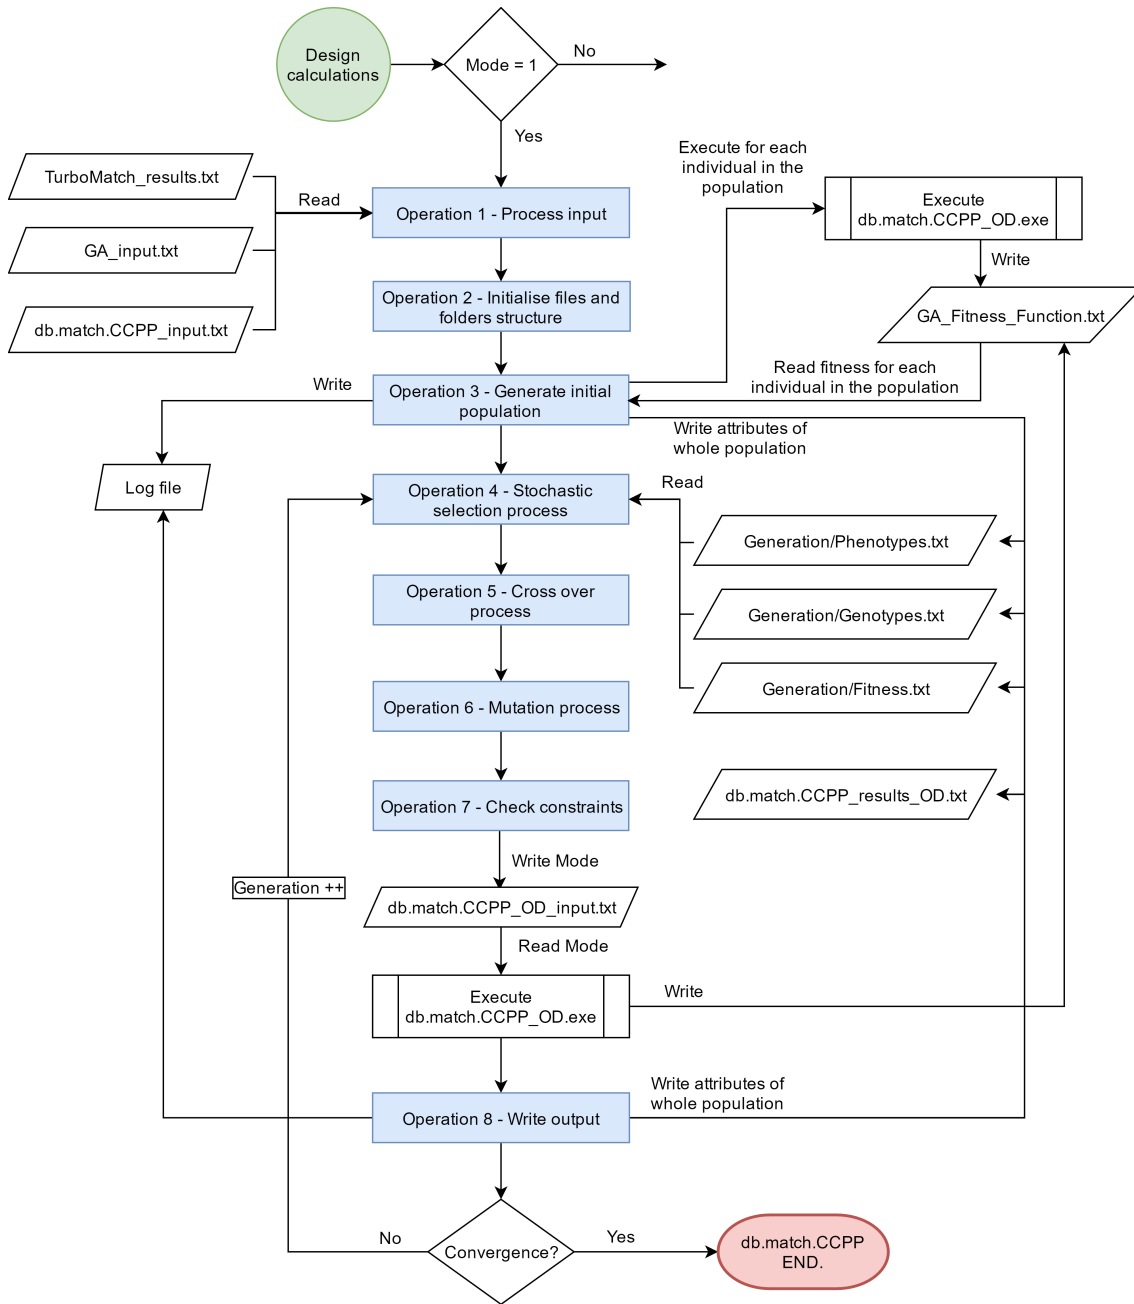 Design
calculations
Mode = 1
No
Yes
TurboMatch_results.txt
GA_input.txt
db.match.CCPP_input.txt
Read
Operation 1 - Process input
Operation 2 - Initialise files and
folders structure
Execute for each
individual in the
population
Execute
db.match.CCPP_OD.exe
Write
GA_Fitness_Function.txt
Read fitness for each
individual in the population
Write
Operation 3 - Generate initial
population
Write attributes of
whole population
Log file
Operation 4 - Stochastic
selection process
Read
Generation/Phenotypes.txt
Operation 5 - Cross over
process
Generation/Genotypes.txt
Generation/Fitness.txt
Operation 6 - Mutation process
Operation 7 - Check constraints
db.match.CCPP_results_OD.txt
Write Mode
Generation ++
db.match.CCPP_OD_input.txt
Read Mode
Execute
db.match.CCPP_OD.exe
Write
Operation 8 - Write output
Write attributes of
whole population
Convergence?
No
Yes
db.match.CCPP
END.